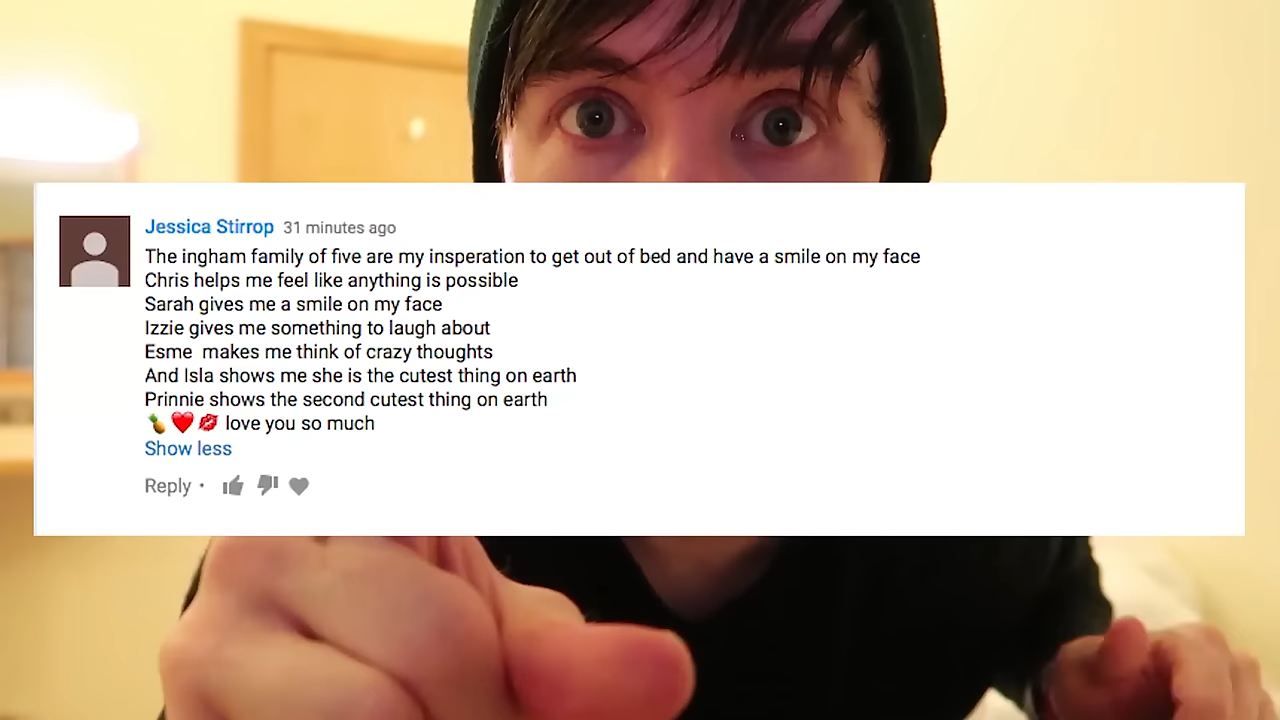 Jessica Stirrop 31 minutes ago
The ingham family of five are my insperation to get out of bed and have a smile on my face
Chris helps me feel like anything is possible
Sarah gives me a smile on my face
Izzie gives me something to laugh about
Esme  makes me think of crazy thoughts
And Isla shows me she is the cutest thing on earth
Prinnie shows the second cutest thing on earth
🍍❤️💋 love you so much
Show less
Reply •